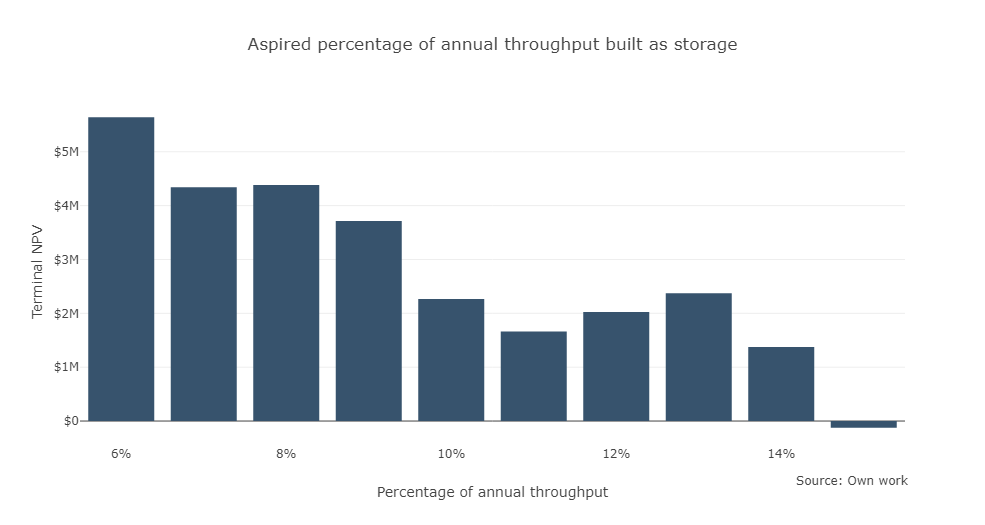 Aspired percentage of annual throughput built as storage
Terminal NPV
$5M
$4M
$3M
$2M
$1M
$0
6%
8%
10%
12%
14%
Percentage of annual throughput
Source: Own work